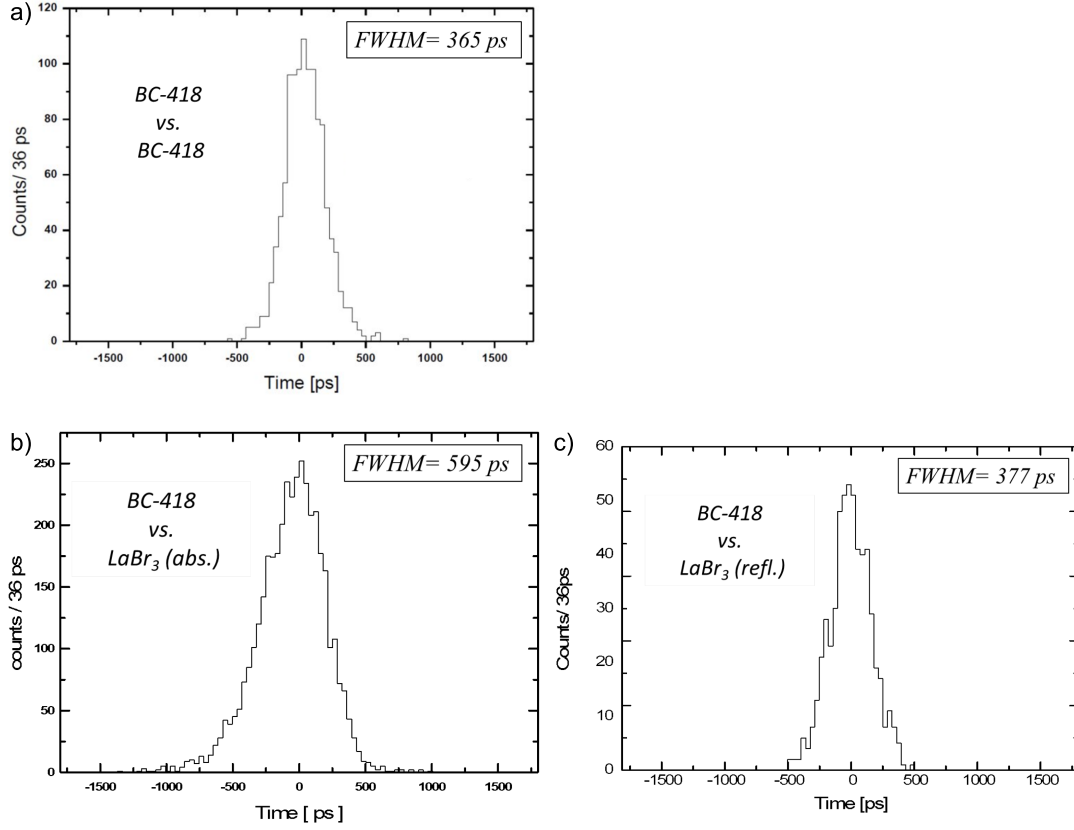 a)
120
100
80
60
40
20
0
Counts/ 36 ps
FWHM= 365 ps
BC-418
vs.
BC-418
-1500 -1000 -500 0 500 1000 1500
Time [ps]
b)
250
200
150
100
50
0
counts / 36 ps
FWHM= 595 ps
BC-418
vs.
LaBr3 (abs.)
-1500 -1000 -500 0 500 1000 1500
Time [ ps ]
c)
60
50
40
30
20
10
0
Counts/ 36ps
FWHM= 377 ps
BC-418
vs.
LaBr3 (refl.)
-1500 -1000 -500 0 500 1000 1500
Time [ps]